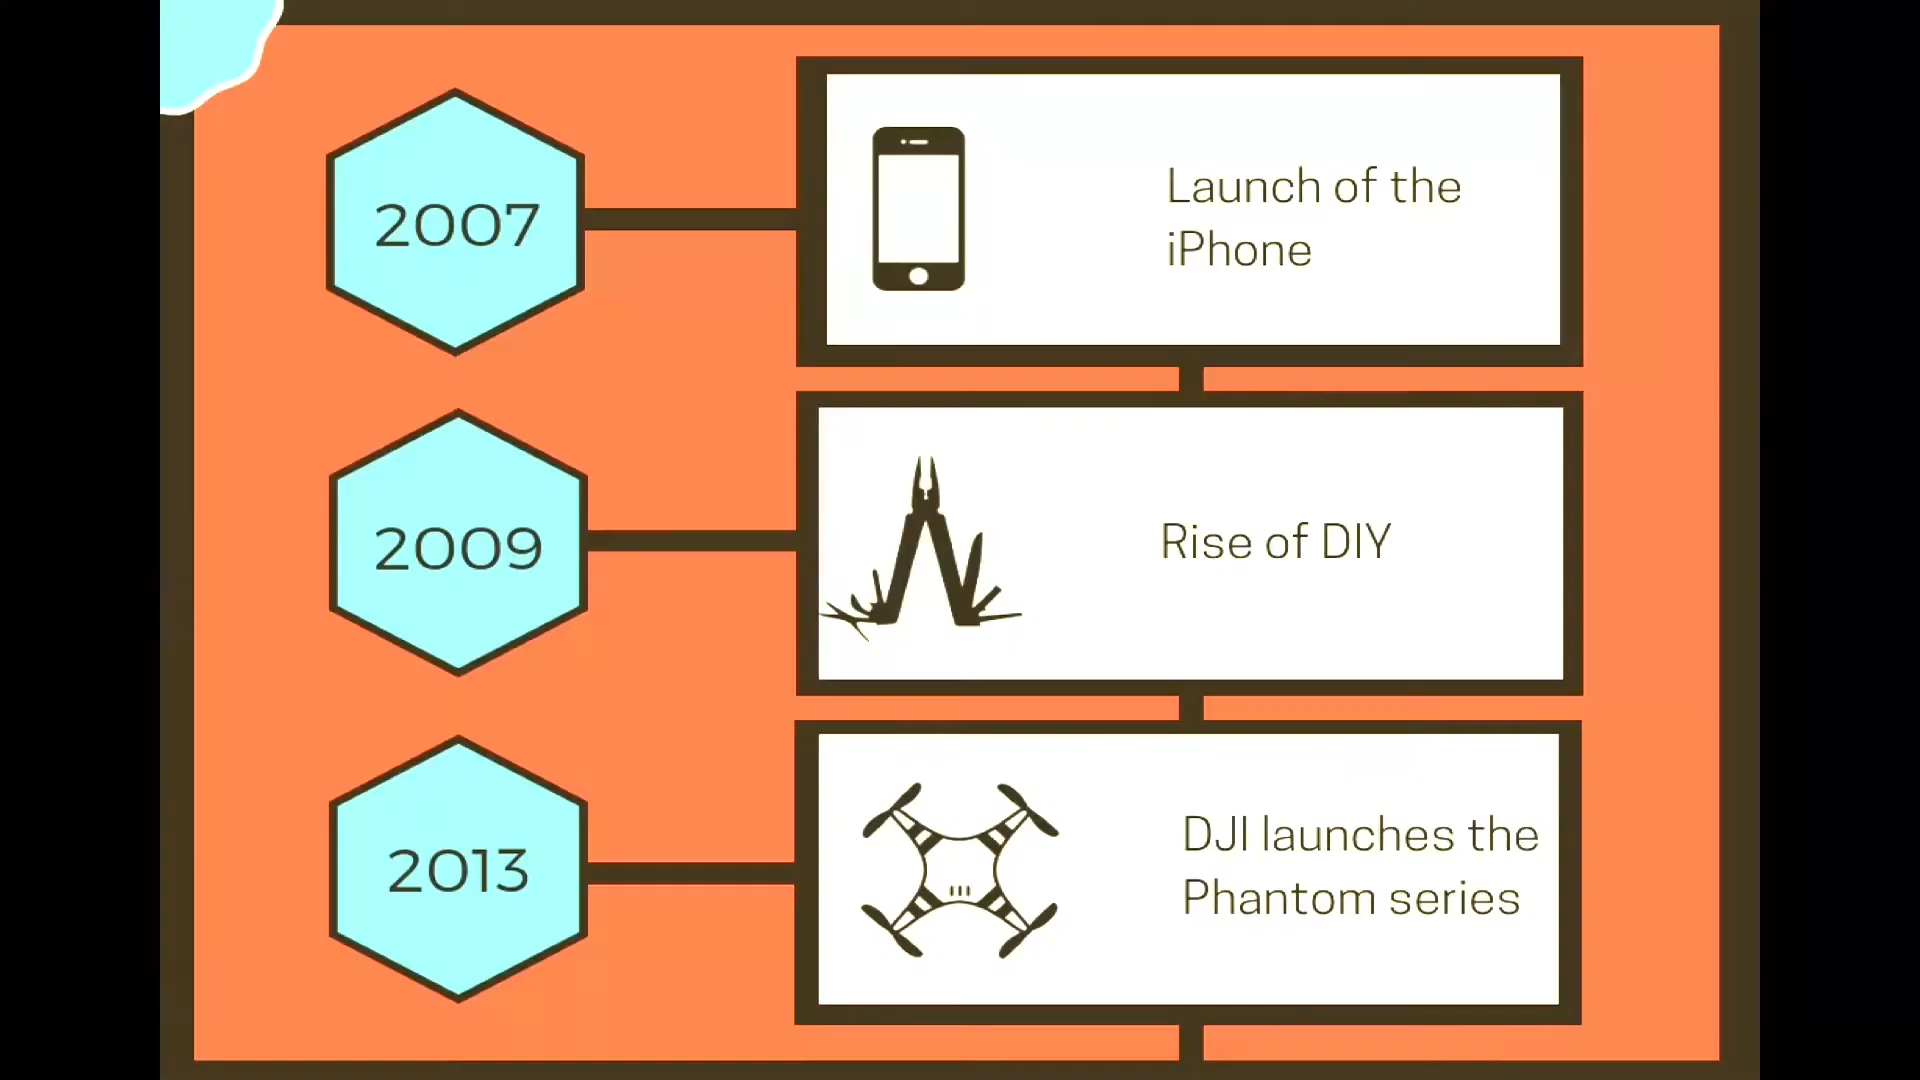 2007
Launch of the
iPhone
2009
Rise of DIY
2013
DJI launches the
Phantom series